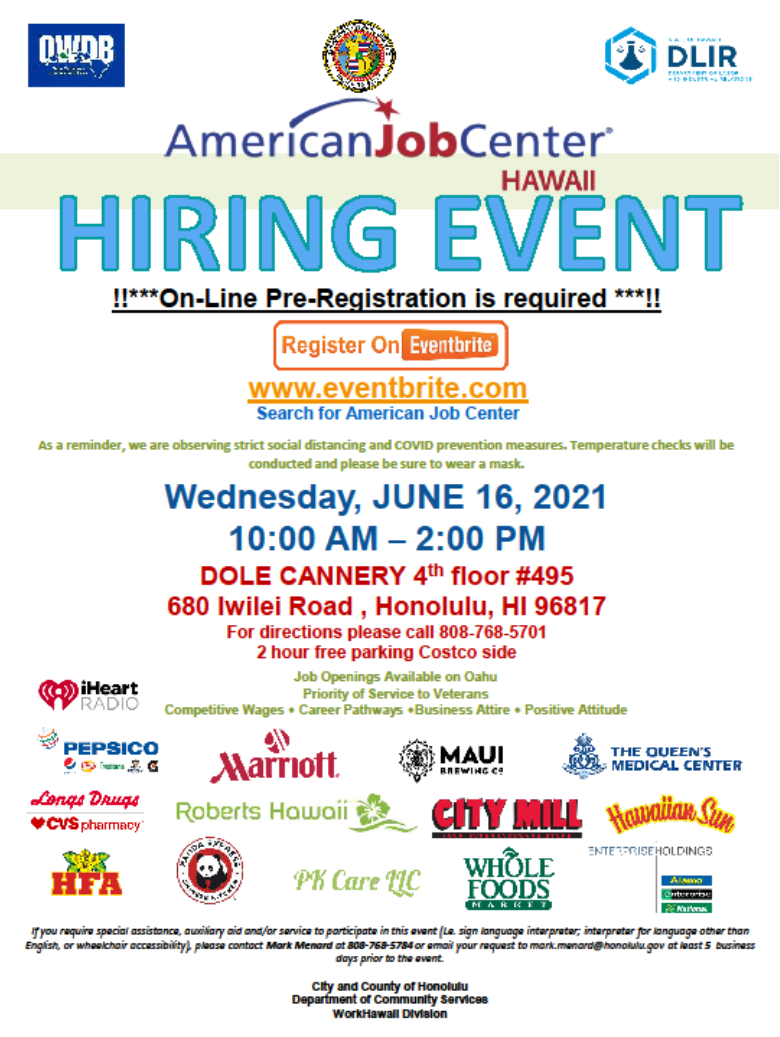 OWDB
DLIR
DEPARTMENT OF LABOR
AND INDUSTRIAL RELATIONS
AmericanJobCenter®
HAWAII
HIRING EVENT
!!***On-Line Pre-Registration is required ***!!
Register On Eventbrite
www.eventbrite.com
Search for American Job Center
As a reminder, we are observing strict social distancing and COVID prevention measures. Temperature checks will be
conducted and please be sure to wear a mask.
Wednesday, JUNE 16, 2021
10:00 AM – 2:00 PM
DOLE CANNERY 4th floor #495
680 Iwilei Road , Honolulu, HI 96817
For directions please call 808-768-5701
2 hour free parking Costco side
Job Openings Available on Oahu
Priority of Service to Veterans
Competitive Wages • Career Pathways •Business Attire • Positive Attitude
iHeart
RADIO
PEPSICO
Marriott
MAUI
BREWING CO
THE QUEEN'S
MEDICAL CENTER
Longs Drugs
CVS pharmacy
Roberts Hawaii
CITY MILL
Hawaiian Sun
HFA
PANDA EXPRESS
CHINESE KITCHEN
PK Care LLC
WHOLE
FOODS
MARKET
ENTERPRISE HOLDINGS
Alamo
enterprise
National
If you require special assistance, auxiliary aid and/or service to participate in this event (i.e. sign language interpreter; interpreter for language other than
English, or wheelchair accessibility), please contact Mark Menard at 808-768-5784 or email your request to mark.menard@honolulu.gov at least 5 business
days prior to the event.
City and County of Honolulu
Department of Community Services
WorkHawaii Division